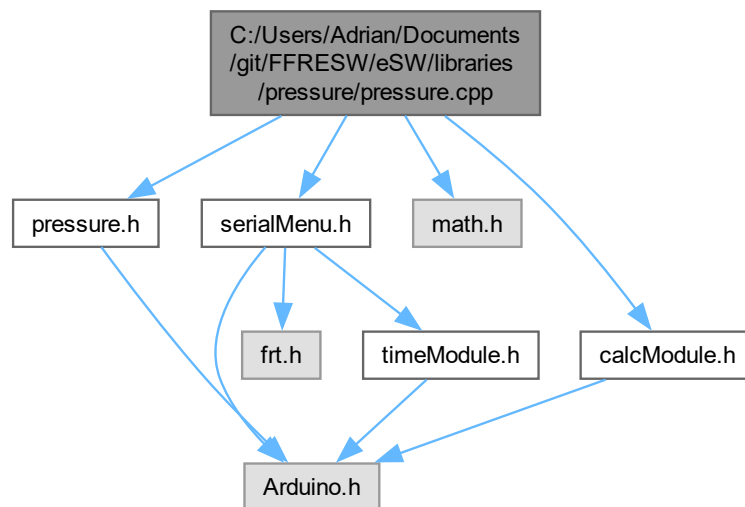 C:/Users/Adrian/Documents
/git/FFRESW/eSW/libraries
/pressure/pressure.cpp
pressure.h
serialMenu.h
math.h
frt.h
timeModule.h
calcModule.h
Arduino.h